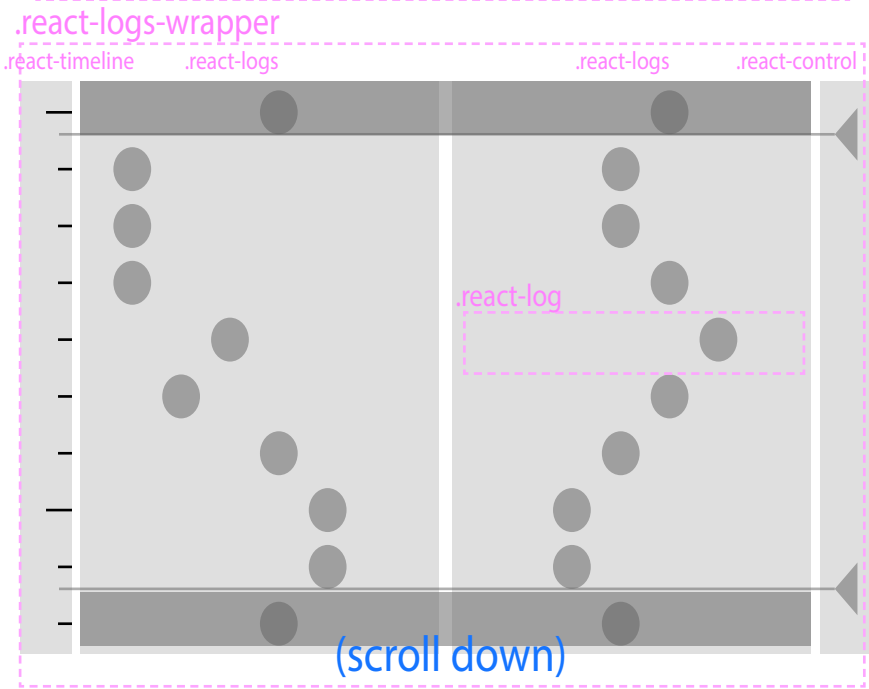 .react-logs-wrapper
.react-timeline
.react-logs
.react-logs
.react-control
.react-log
(scroll down)